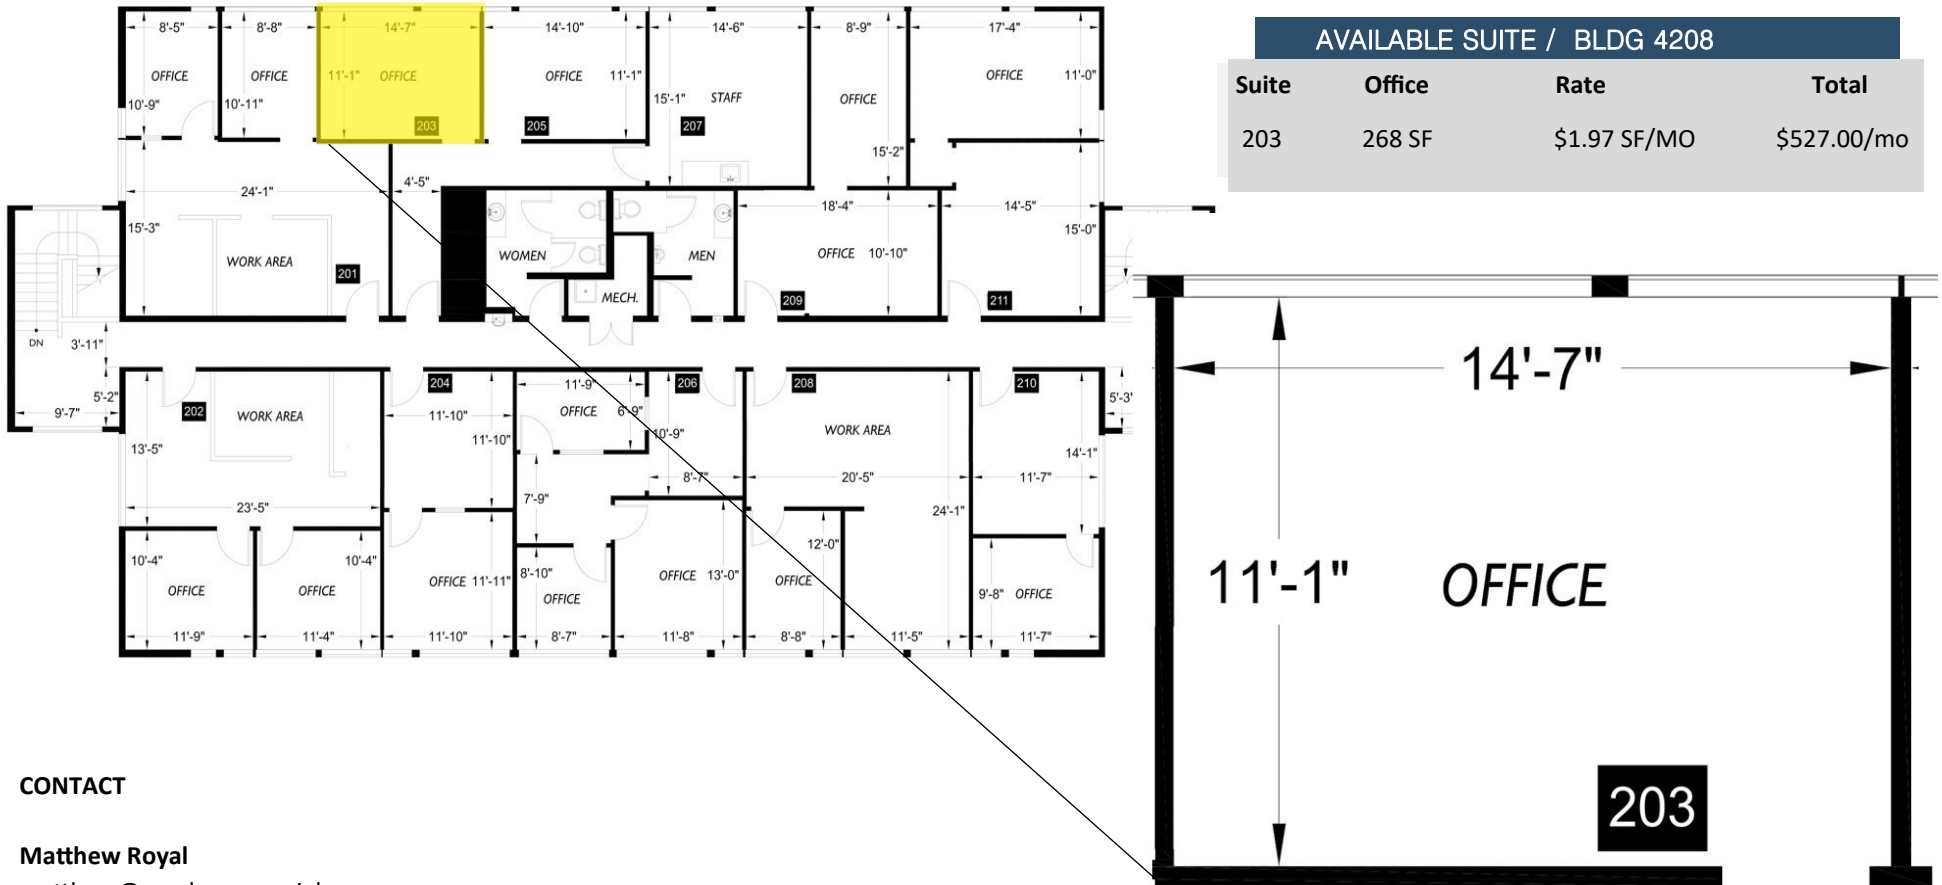 AVAILABLE SUITE / BLDG 4208
Suite Office Rate Total
203 268 SF $1.97 SF/MO $527.00/mo
8'-5" 8'-8" 14'-7" 14'-10" 14'-6" 8'-9" 17'-4"
OFFICE OFFICE 11'-1" OFFICE OFFICE 11'-1" OFFICE 11'-0"
10'-9" 10'-11" 15'-1" STAFF OFFICE
203 205 207
15'-2"
24'-1" 4'-5"
18'-4" 14'-5"
15'-3" 15'-0"
WORK AREA WOMEN MEN OFFICE 10'-10"
201
MECH. 209 211
DN 3'-11"
204 11'-9" 206 208 210
5'-2" 5'-3'
9'-7" 202 WORK AREA 11'-10" OFFICE 6'-9"
13'-5" 11'-10" 10'-9" WORK AREA
14'-1"
8'-7" 20'-5" 11'-7"
23'-5" 7'-9" 24'-1"
10'-4" 10'-4" 12'-0"
OFFICE OFFICE OFFICE 11'-11" 8'-10" OFFICE OFFICE 13'-0" OFFICE 9'-8" OFFICE
11'-9" 11'-4" 11'-10" 8'-7" 11'-8" 8'-8" 11'-5" 11'-7"
14'-7"
11'-1" OFFICE
203
CONTACT
Matthew Royal